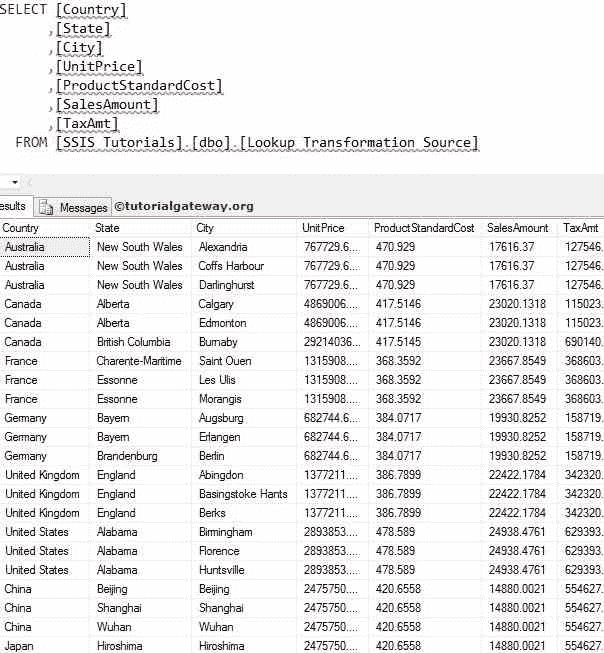 SELECT [Country]
,[State]
,[City]
,[UnitPrice]
,[ProductStandardCost]
,[SalesAmount]
,[TaxAmt]
FROM [SSIS Tutorials].[dbo].[Lookup Transformation Source]
esults Messages ©tutorialgateway.org
Country State City UnitPrice ProductStandardCost SalesAmount TaxAmt
Australia New South Wales Alexandria 767729.6... 470.929 17616.37 127546.
Australia New South Wales Coffs Harbour 767729.6... 470.929 17616.37 127546.
Australia New South Wales Darlinghurst 767729.6... 470.929 17616.37 127546.
Canada Alberta Calgary 4869006.... 417.5146 23020.1318 115023.
Canada Alberta Edmonton 4869006.... 417.5146 23020.1318 115023.
Canada British Columbia Burnaby 29214036... 417.5145 23020.1318 690140.
France Charente-Maritime Saint Ouen 1315908.... 368.3592 23667.8549 368603.
France Essonne Les Ulis 1315908.... 368.3592 23667.8549 368603.
France Essonne Morangis 1315908.... 368.3592 23667.8549 368603.
Germany Bayern Augsburg 682744.6... 384.0717 19930.8252 158719.
Germany Bayern Erlangen 682744.6... 384.0717 19930.8252 158719.
Germany Brandenburg Berlin 682744.6... 384.0717 19930.8252 158719.
United Kingdom England Abingdon 1377211.... 386.7899 22422.1784 342320.
United Kingdom England Basingstoke Hants 1377211.... 386.7899 22422.1784 342320.
United Kingdom England Berks 1377211.... 386.7899 22422.1784 342320.
United States Alabama Birmingham 2893853.... 478.589 24938.4761 629393.
United States Alabama Florence 2893853.... 478.589 24938.4761 629393.
United States Alabama Huntsville 2893853.... 478.589 24938.4761 629393.
China Beijing Beijing 2475750.... 420.6558 14880.0021 554627.
China Shanghai Shanghai 2475750.... 420.6558 14880.0021 554627.
China Wuhan Wuhan 2475750.... 420.6558 14880.0021 554627.
Japan Hiroshima Hiroshima 2475750.... 420.6558 14880.0021 554627.